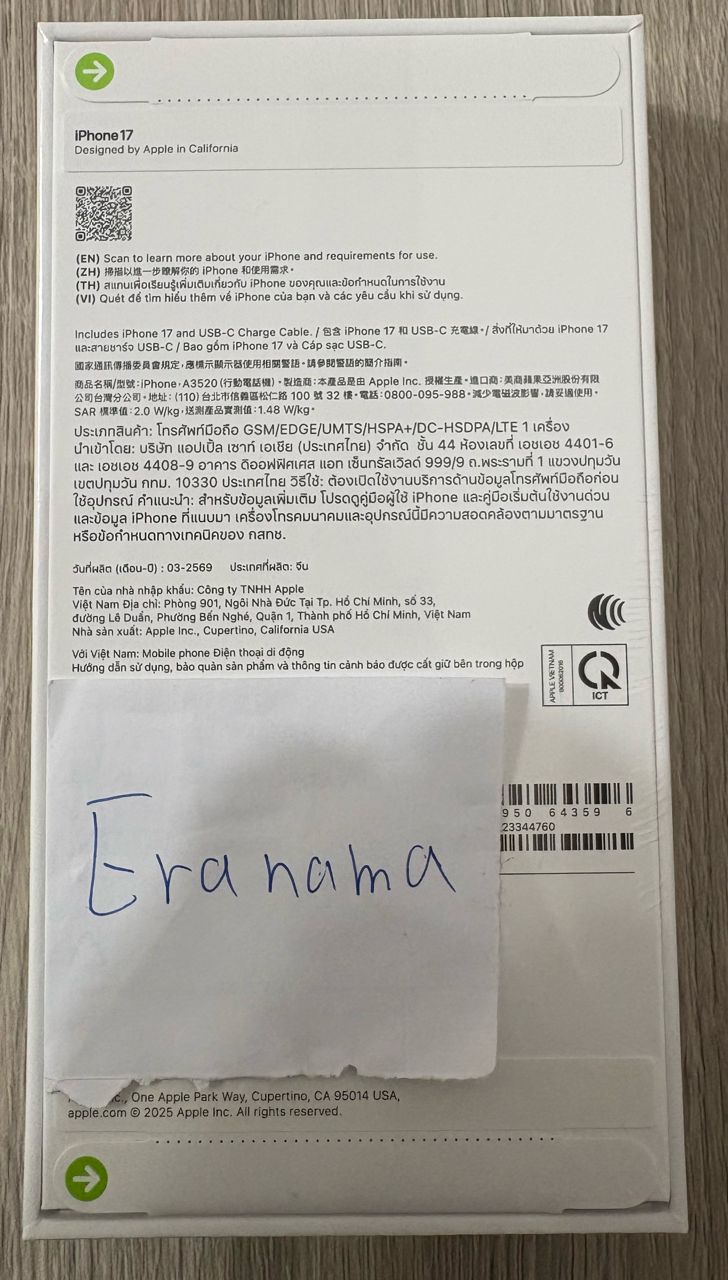 iPhone 17
Designed by Apple in California
(EN) Scan to learn more about your iPhone and requirements for use.
(ZH) 掃描以進一步瞭解你的 iPhone 和使用需求。
(TH) สแกนเพื่อเรียนรู้เพิ่มเติมเกี่ยวกับ iPhone ของคุณและข้อกำหนดในการใช้งาน
(VI) Quét để tìm hiểu thêm về iPhone của bạn và các yêu cầu khi sử dụng.
Includes iPhone 17 and USB-C Charge Cable. / 包含 iPhone 17 和 USB-C 充電線。/ สิ่งที่ให้มาด้วย iPhone 17
และสายชาร์จ USB-C / Bao gồm iPhone 17 và Cáp sạc USB-C.
國家通訊傳播委員會規定，應標示顯示器使用相關警語。請參閱警語的簡介指南。
商品名稱/型號：iPhone，A3520 (行動電話機)。製造商：本產品是由 Apple Inc. 授權生產。進口商：美商蘋果亞洲股份有限
公司台灣分公司。地址：(110) 台北市信義區松仁路 100 號 32 樓。電話：0800-095-988。減少電磁波影響，請妥適使用。
SAR 標準值：2.0 W/kg，送測產品實測值：1.48 W/kg。
ประเภทสินค้า: โทรศัพท์มือถือ GSM/EDGE/UMTS/HSPA+/DC-HSDPA/LTE 1 เครื่อง
นำเข้าโดย: บริษัท แอปเปิ้ล เซาท์ เอเชีย (ประเทศไทย) จำกัด ชั้น 44 ห้องเลขที่ เอชเอช 4401-6
และ เอชเอช 4408-9 อาคาร ดิออฟฟิศเศส แอท เซ็นทรัลเวิลด์ 999/9 ถ.พระรามที่ 1 แขวงปทุมวัน
เขตปทุมวัน กทม. 10330 ประเทศไทย วิธีใช้: ต้องเปิดใช้งานบริการด้านข้อมูลโทรศัพท์มือถือก่อน
ใช้อุปกรณ์ คำแนะนำ: สำหรับข้อมูลเพิ่มเติม โปรดดูคู่มือผู้ใช้ iPhone และคู่มือเริ่มต้นใช้งานด่วน
และข้อมูล iPhone ที่แนบมา เครื่องโทรคมนาคมและอุปกรณ์นี้มีความสอดคล้องตามมาตรฐาน
หรือข้อกำหนดทางเทคนิคของ กสทช.
วันที่ผลิต (เดือน-ปี) : 03-2569 ประเทศที่ผลิต: จีน
Tên của nhà nhập khẩu: Công ty TNHH Apple
Việt Nam Địa chỉ: Phòng 901, Ngôi Nhà Đức Tại Tp. Hồ Chí Minh, số 33,
đường Lê Duẩn, Phường Bến Nghé, Quận 1, Thành phố Hồ Chí Minh, Việt Nam
Nhà sản xuất: Apple Inc., Cupertino, California USA
Với Việt Nam: Mobile phone Điện thoại di động
Hướng dẫn sử dụng, bảo quản sản phẩm và thông tin cảnh báo được cất giữ bên trong hộp
APPLE VIETNAM
ICT
950 64359 6
23344760
Era nama
One Apple Park Way, Cupertino, CA 95014 USA,
apple.com © 2025 Apple Inc. All rights reserved.